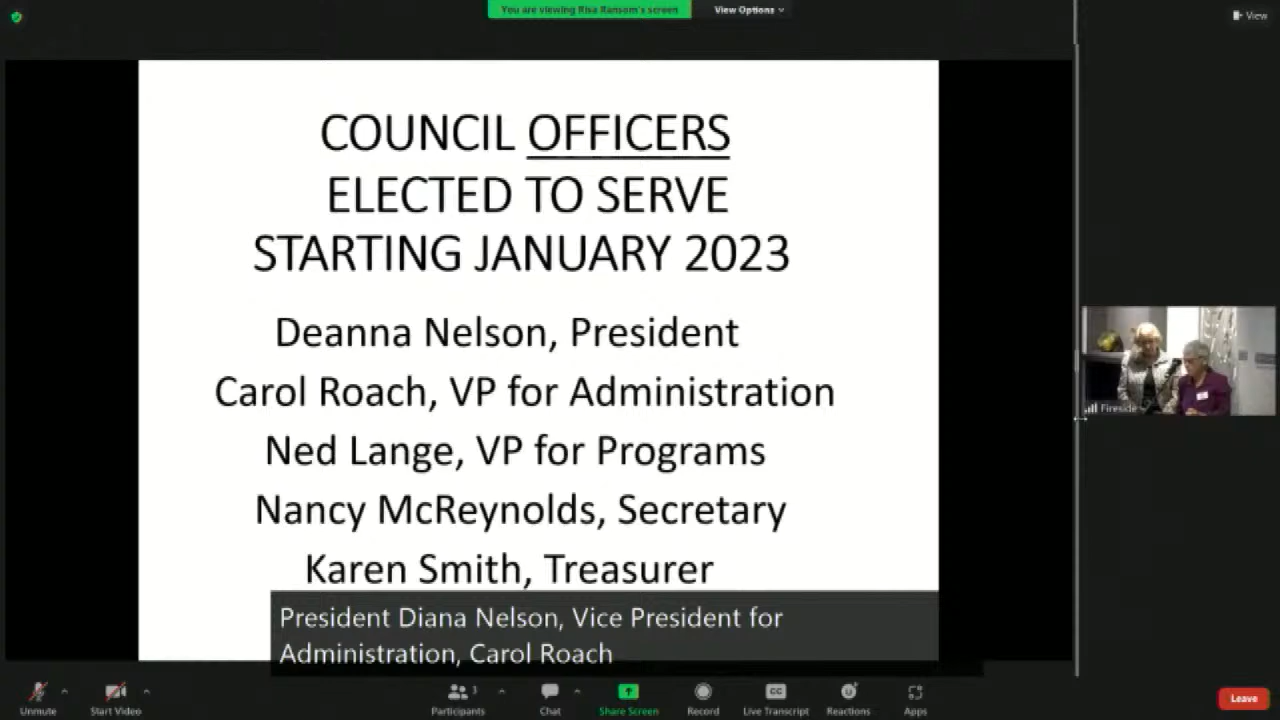 You are viewing Risa Ransom's screen
View Options
View
COUNCIL OFFICERS
ELECTED TO SERVE
STARTING JANUARY 2023
Deanna Nelson, President
Carol Roach, VP for Administration
Ned Lange, VP for Programs
Nancy McReynolds, Secretary
Karen Smith, Treasurer
President Diana Nelson, Vice President for
Administration, Carol Roach
Fireside
Unmute
Start Video
Participants
3
Chat
Share Screen
Record
CC
Live Transcript
Reactions
Apps
Leave